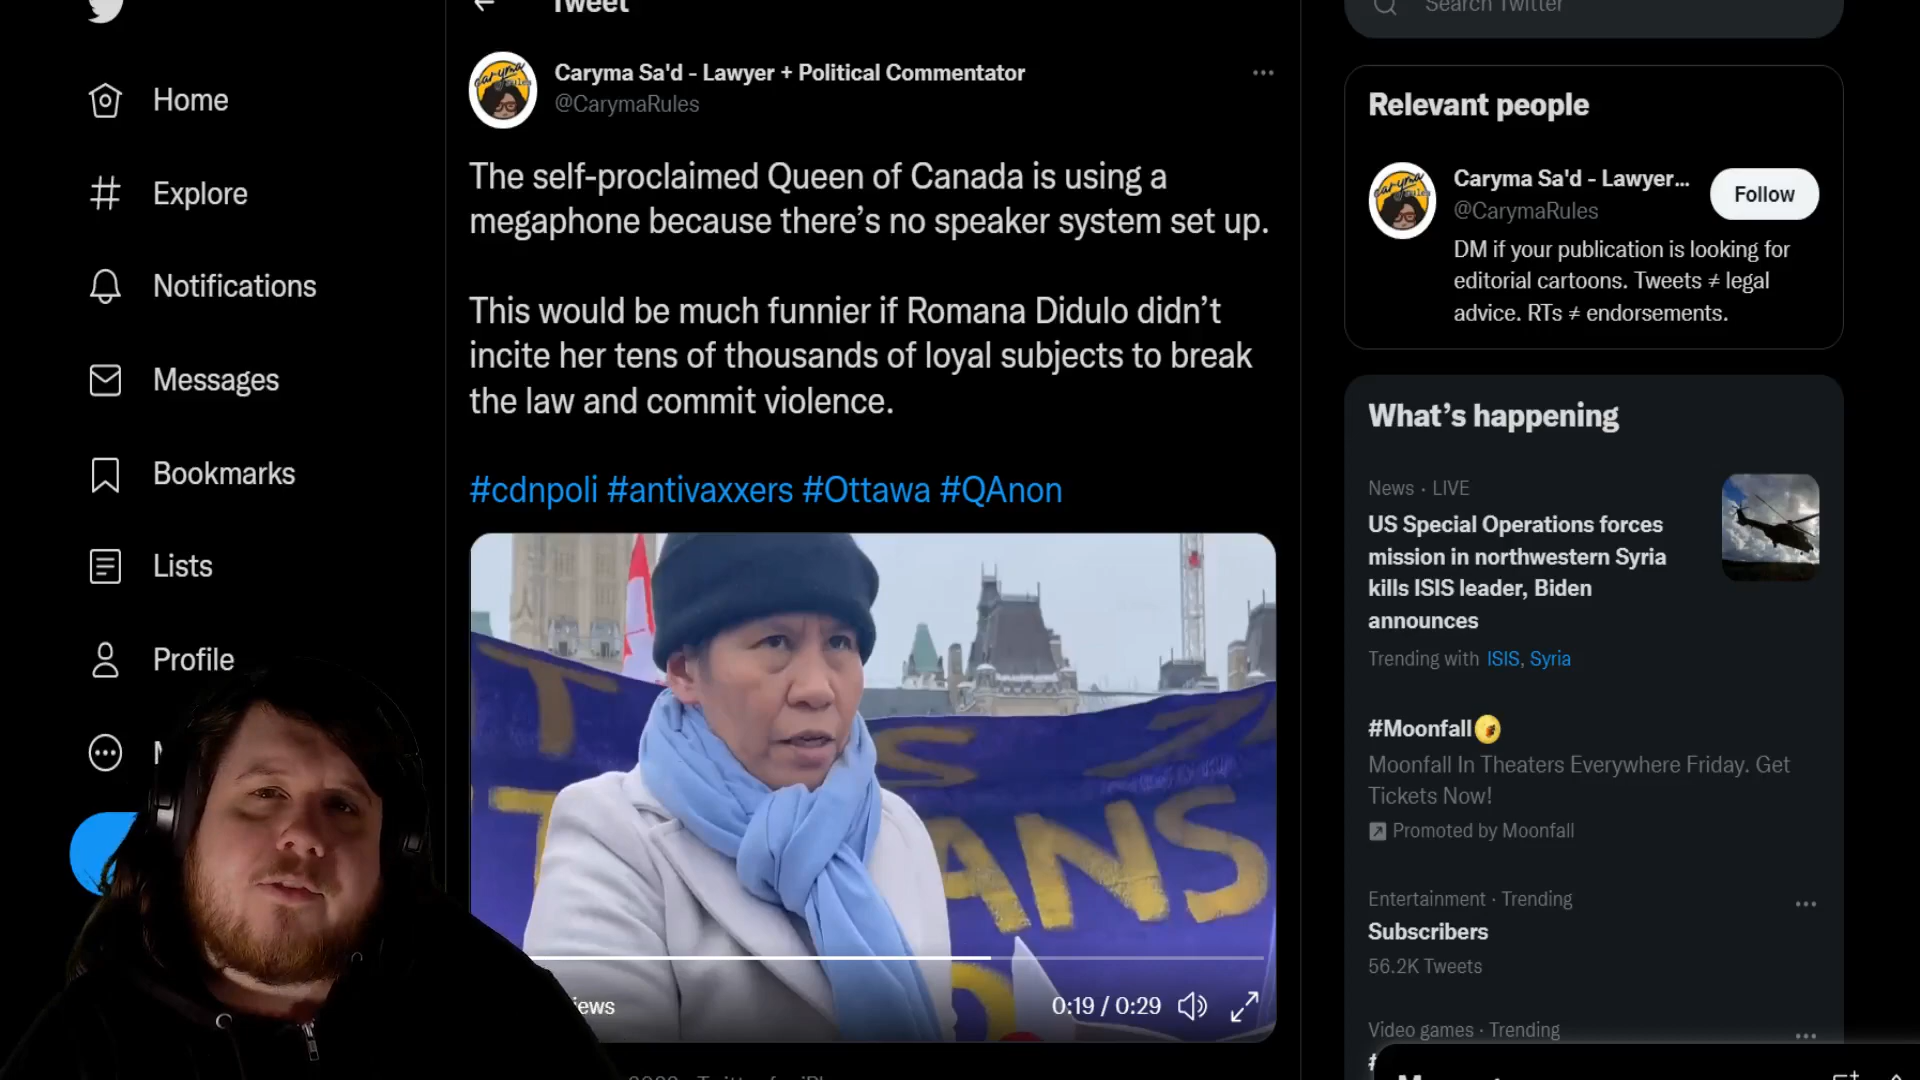 Tweet
Search Twitter
Home
Explore
Notifications
Messages
Bookmarks
Lists
Profile
Caryma Sa'd - Lawyer + Political Commentator
@CarymaRules
The self-proclaimed Queen of Canada is using a
megaphone because there’s no speaker system set up.
This would be much funnier if Romana Didulo didn’t
incite her tens of thousands of loyal subjects to break
the law and commit violence.
#cdnpoli #antivaxxers #Ottawa #QAnon
ANS
0:19 / 0:29
Relevant people
Caryma Sa'd - Lawyer...
@CarymaRules
Follow
DM if your publication is looking for
editorial cartoons. Tweets ≠ legal
advice. RTs ≠ endorsements.
What’s happening
News · LIVE
US Special Operations forces
mission in northwestern Syria
kills ISIS leader, Biden
announces
Trending with ISIS, Syria
#Moonfall
Moonfall In Theaters Everywhere Friday. Get
Tickets Now!
Promoted by Moonfall
Entertainment · Trending
Subscribers
56.2K Tweets
Video games · Trending